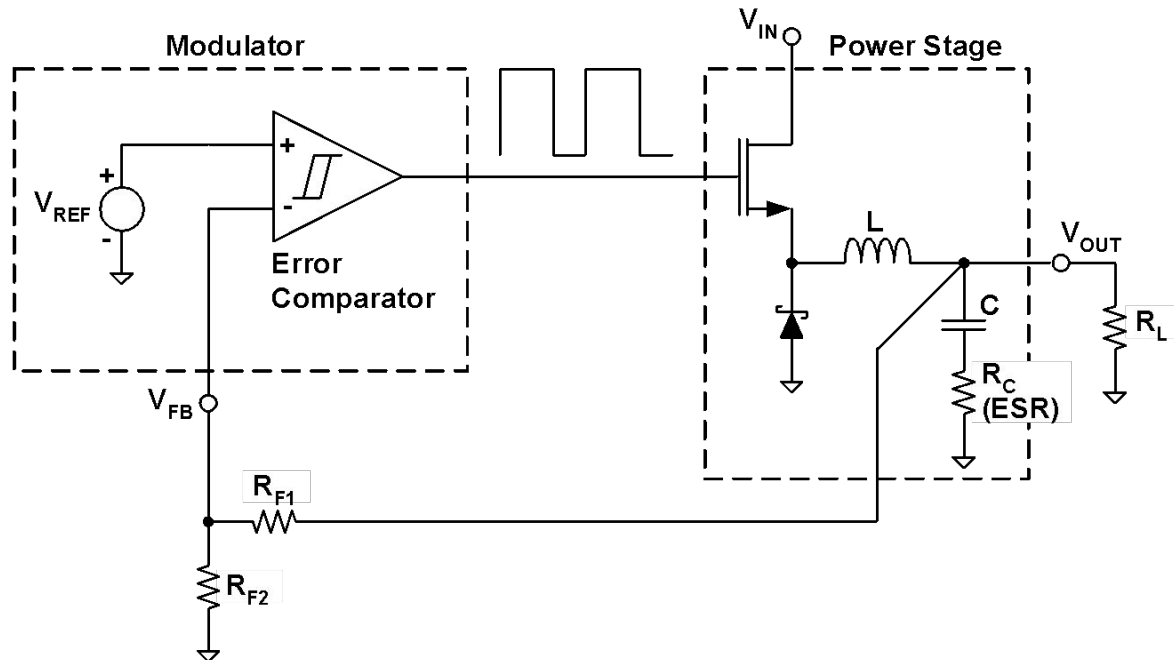 V_IN
Modulator
Power Stage
+
+
V_REF
-
-
L
V_OUT
Error
Comparator
C
R_L
R_C
(ESR)
V_FB
R_F1
R_F2